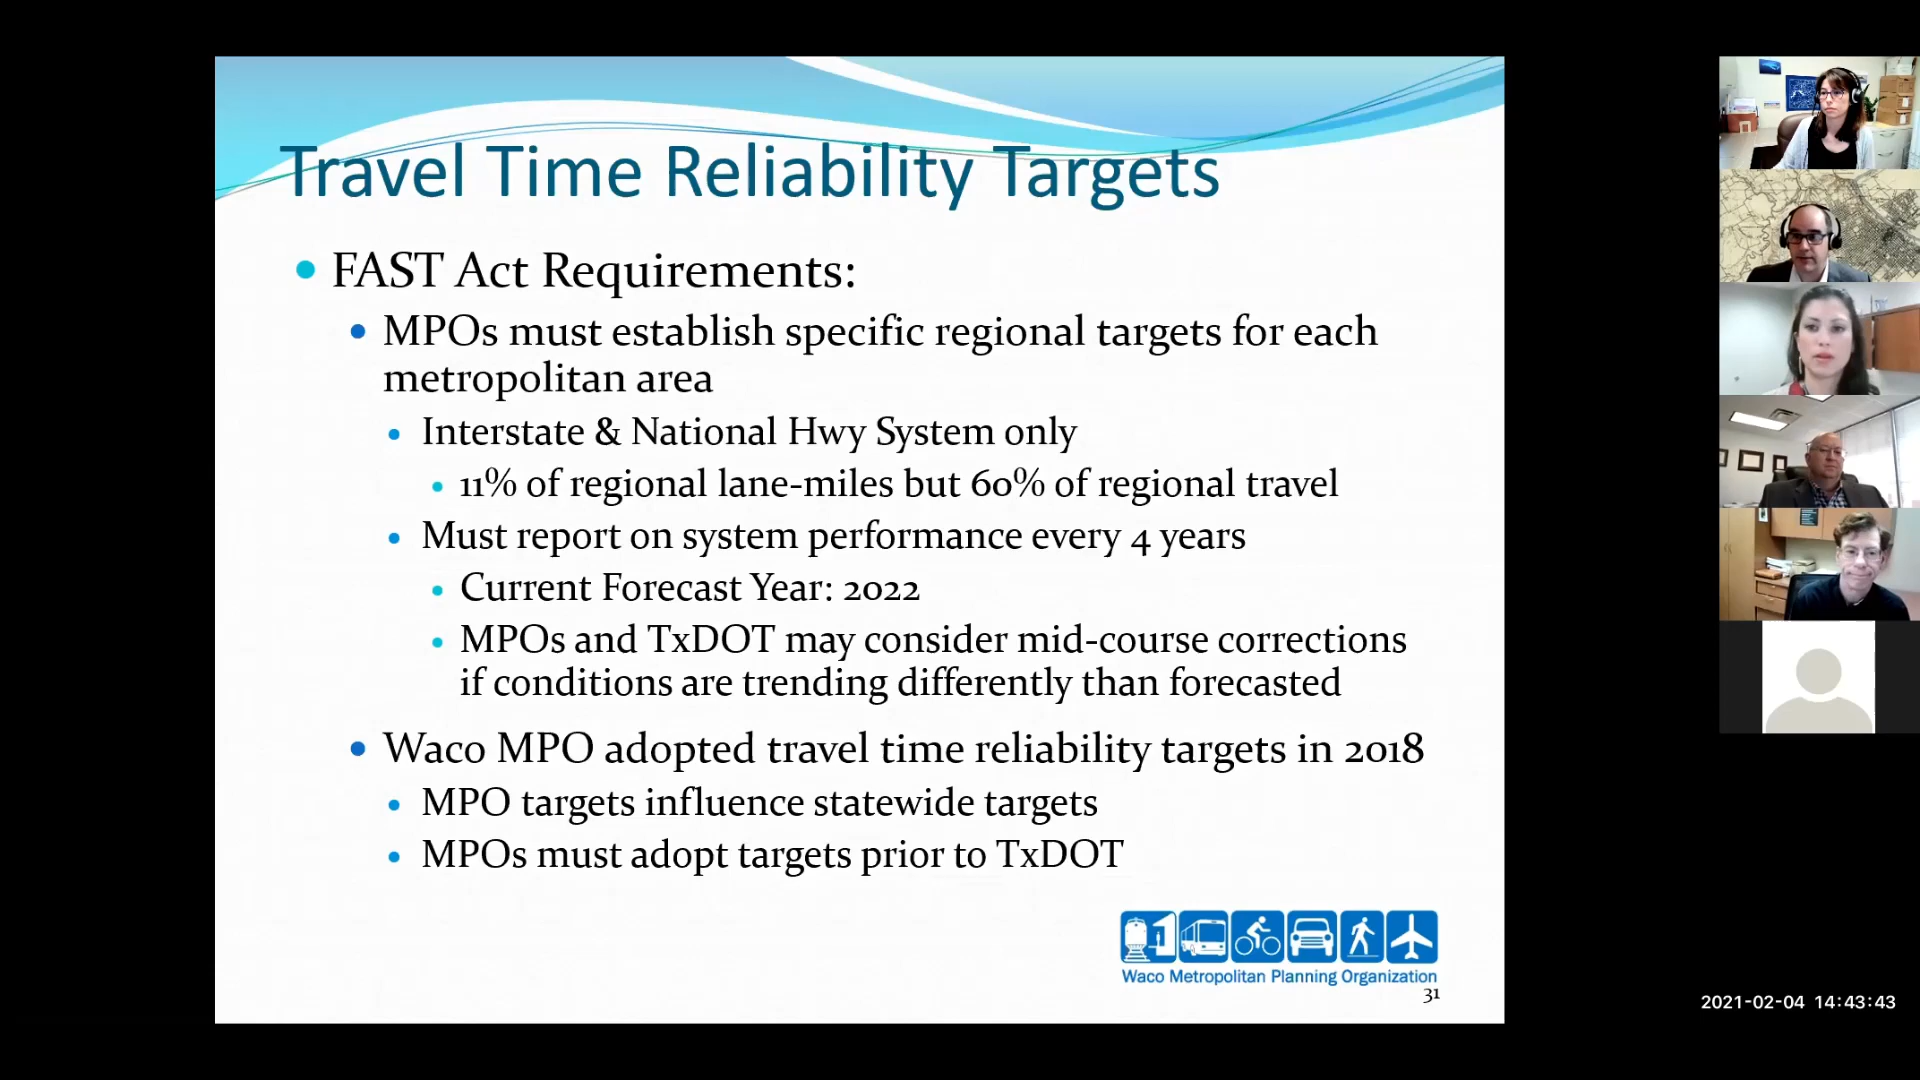 Travel Time Reliability Targets
FAST Act Requirements:
MPOs must establish specific regional targets for each
metropolitan area
Interstate & National Hwy System only
11% of regional lane-miles but 60% of regional travel
Must report on system performance every 4 years
Current Forecast Year: 2022
MPOs and TxDOT may consider mid-course corrections
if conditions are trending differently than forecasted
Waco MPO adopted travel time reliability targets in 2018
MPO targets influence statewide targets
MPOs must adopt targets prior to TxDOT
Waco Metropolitan Planning Organization
31
2021-02-04 14:43:43